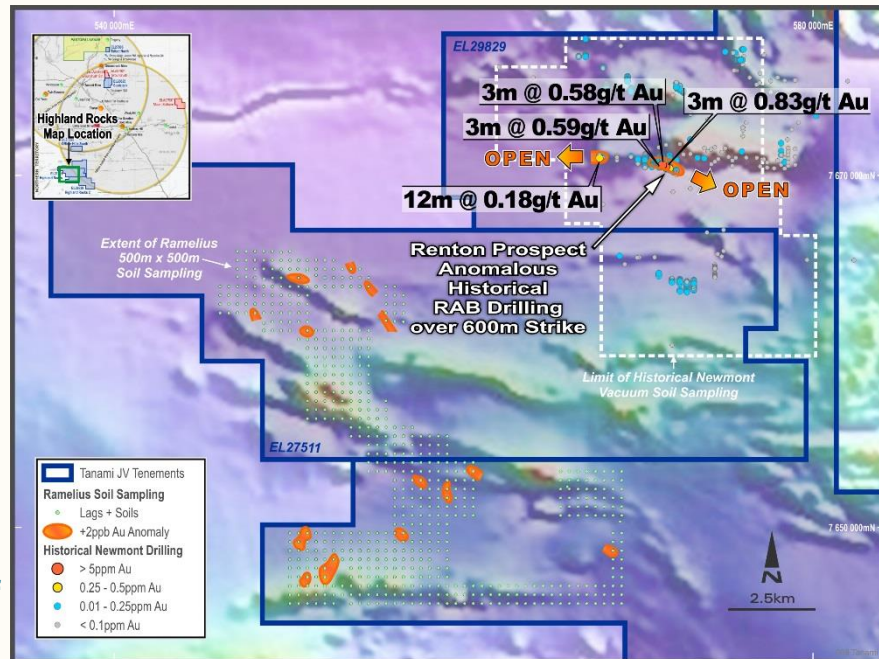 540 000mE
580 000mE
EL29829
Highland Rocks
Map Location
3m @ 0.58g/t Au
3m @ 0.83g/t Au
3m @ 0.59g/t Au
OPEN
OPEN
7 670 000mN
12m @ 0.18g/t Au
Renton Prospect
Anomalous
Historical
RAB Drilling
over 600m Strike
Extent of Ramelius
500m x 500m
Soil Sampling
Limit of Historical Newmont
Vacuum Soil Sampling
EL27511
Tanami JV Tenements
Ramelius Soil Sampling
Lags + Soils
+2ppb Au Anomaly
Historical Newmont Drilling
> 5ppm Au
0.25 - 0.5ppm Au
0.01 - 0.25ppm Au
< 0.1ppm Au
7 650 000mN
N
2.5km